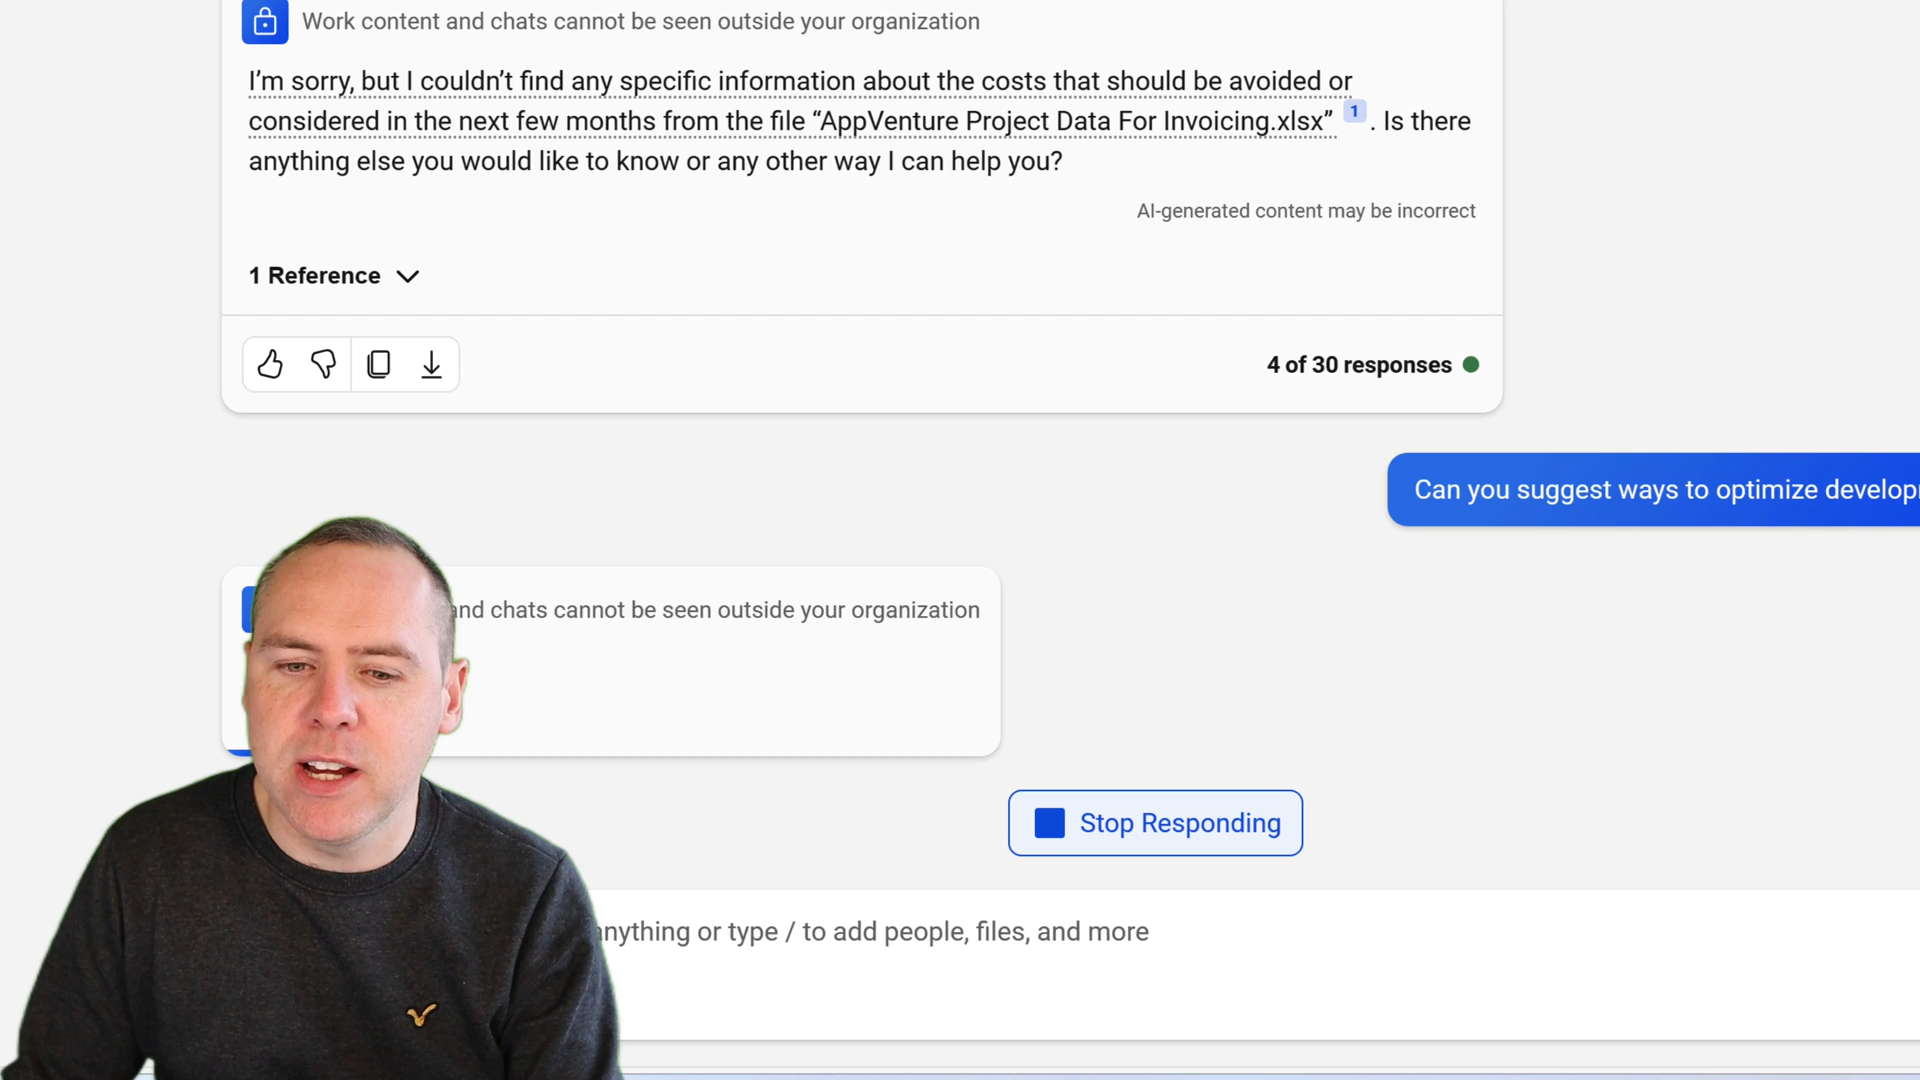 Work content and chats cannot be seen outside your organization
I’m sorry, but I couldn’t find any specific information about the costs that should be avoided or
considered in the next few months from the file “AppVenture Project Data For Invoicing.xlsx” 1 . Is there
anything else you would like to know or any other way I can help you?
AI-generated content may be incorrect
1 Reference
4 of 30 responses
Can you suggest ways to optimize
and chats cannot be seen outside your organization
Stop Responding
anything or type / to add people, files, and more